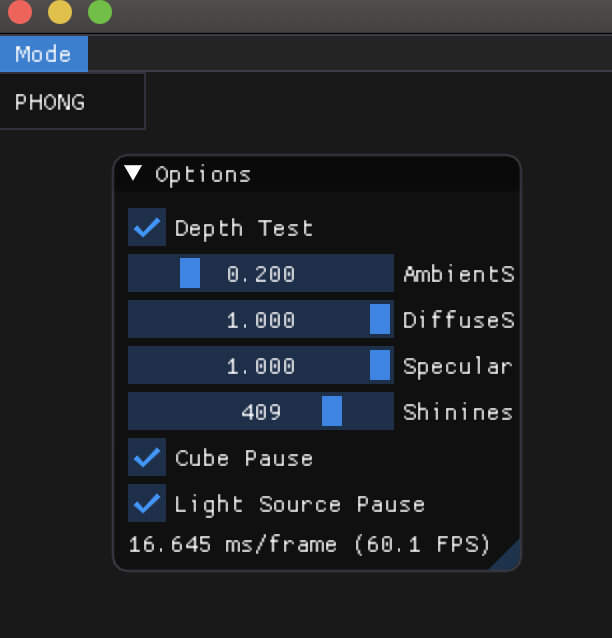 Mode
PHONG
Options
Depth Test
0.200 AmbientS
1.000 DiffuseS
1.000 Specular
409 Shinines
Cube Pause
Light Source Pause
16.645 ms/frame (60.1 FPS)